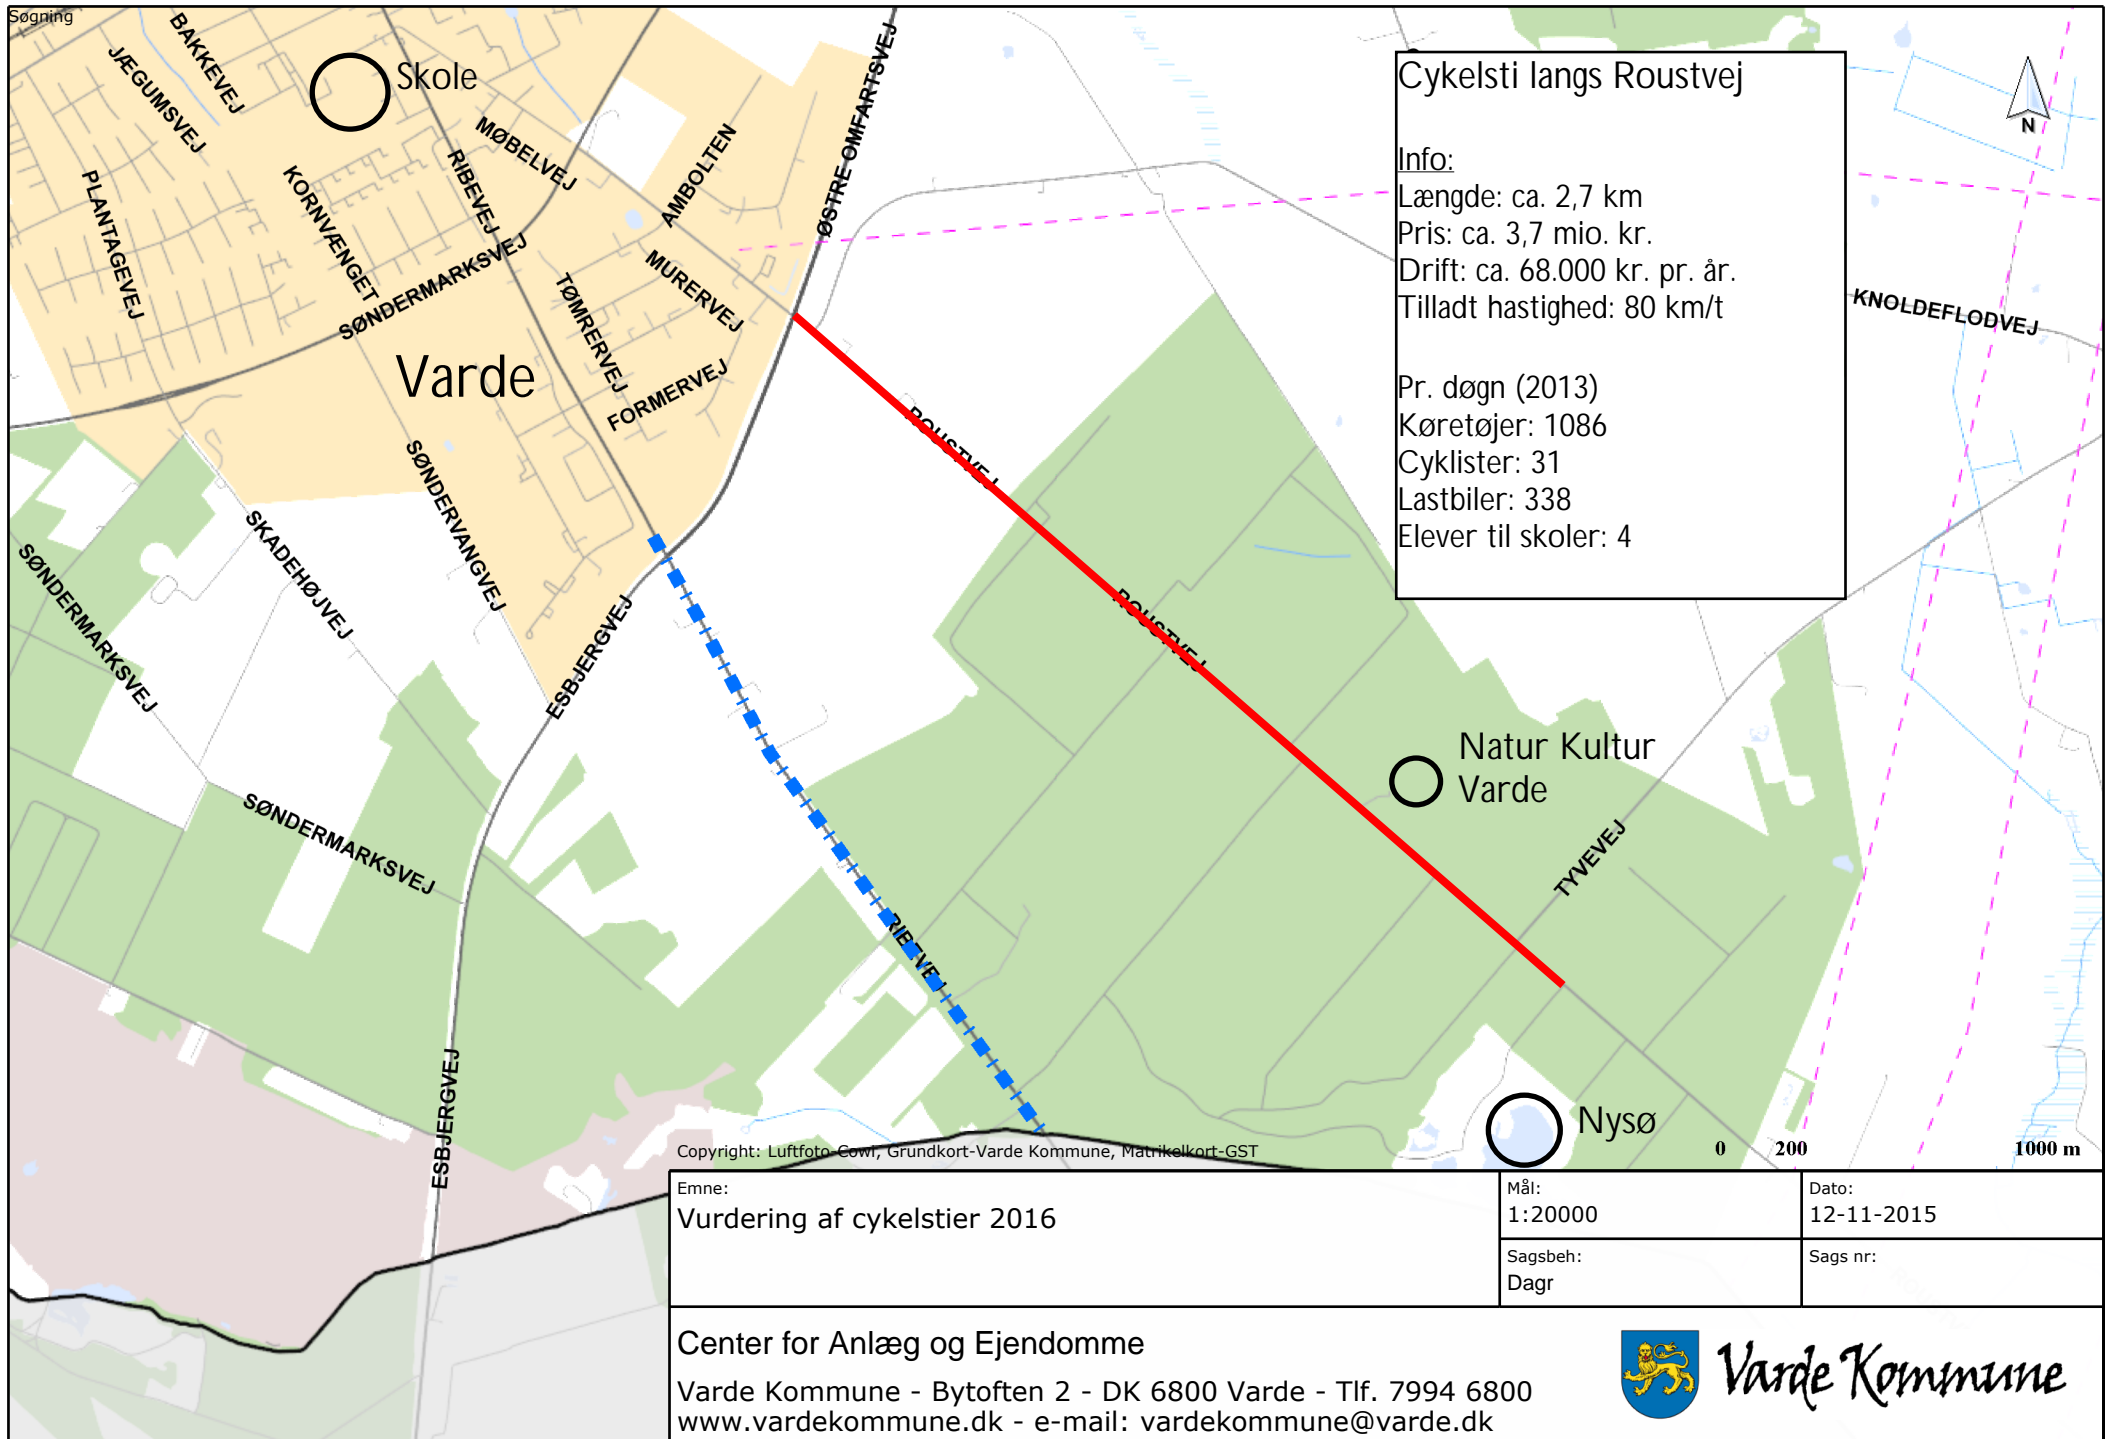 Søgning
BAKKEVEJ
JÆGUMSVEJ
Skole
PLANTAGEVEJ
KORNVÆNGET
RIBEVEJ
MØBELVEJ
AMBOLTEN
ØSTRE OMFARTSVEJ
SØNDERMARKSVEJ
MURERVEJ
TØMRERVEJ
FORMERVEJ
Varde
Cykelsti langs Roustvej
Info:
Længde: ca. 2,7 km
Pris: ca. 3,7 mio. kr.
Drift: ca. 68.000 kr. pr. år.
Tilladt hastighed: 80 km/t
Pr. døgn (2013)
Køretøjer: 1086
Cyklister: 31
Lastbiler: 338
Elever til skoler: 4
N
KNOLDEFLODVEJ
ROUSTVEJ
SØNDERVANGVEJ
SKADEHØJVEJ
SØNDERMARKSVEJ
ESBJERGVEJ
ROUSTVEJ
Natur Kultur
Varde
TYVEVEJ
SØNDERMARKSVEJ
RIBEVEJ
ESBJERGVEJ
Nysø
0 200 1000 m
Copyright: Luftfoto-Cowi, Grundkort-Varde Kommune, Matrikelkort-GST
Emne:
Vurdering af cykelstier 2016
Mål:
1:20000
Dato:
12-11-2015
Sagsbeh:
Dagr
Sags nr:
Center for Anlæg og Ejendomme
Varde Kommune - Bytoften 2 - DK 6800 Varde - Tlf. 7994 6800
www.vardekommune.dk - e-mail: vardekommune@varde.dk
Varde Kommune